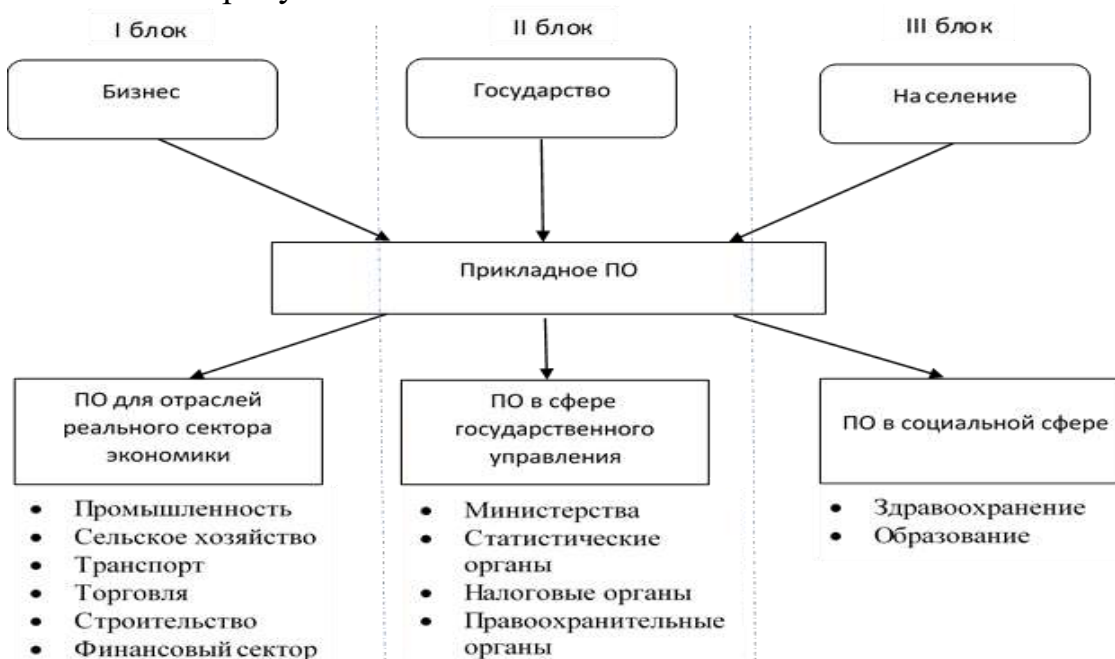 I блок
II блок
III блок
Бизнес
Государство
Население
Прикладное ПО
ПО для отраслей
реального сектора
экономики
ПО в сфере
государственного
управления
ПО в социальной сфере
• Промышленность
• Сельское хозяйство
• Транспорт
• Торговля
• Строительство
• Финансовый сектор
• Министерства
• Статистические
органы
• Налоговые органы
• Правоохранительные
органы
• Здравоохранение
• Образование